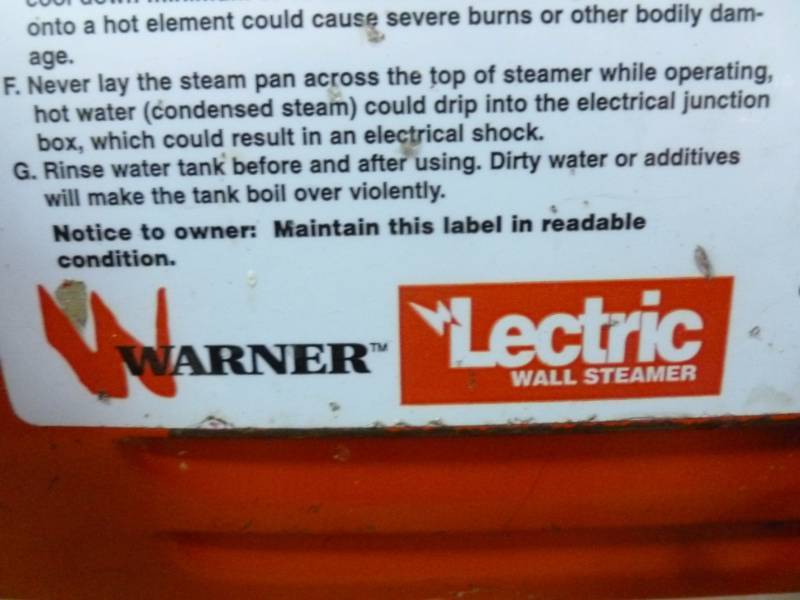 onto a hot element could cause severe burns or other bodily dam-
age.
F. Never lay the steam pan across the top of steamer while operating,
hot water (condensed steam) could drip into the electrical junction
box, which could result in an electrical shock.
G. Rinse water tank before and after using. Dirty water or additives
will make the tank boil over violently.
Notice to owner: Maintain this label in readable
condition.
W WARNER™
Lectric
WALL STEAMER